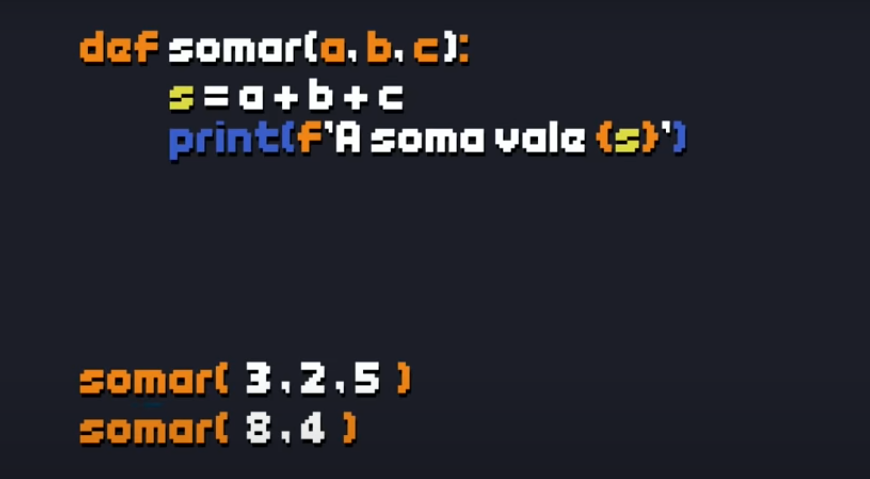 def somar(a, b, c):
s = a + b + c
print(f'A soma vale {s}')
somar( 3 , 2 , 5 )
somar( 8 , 4 )